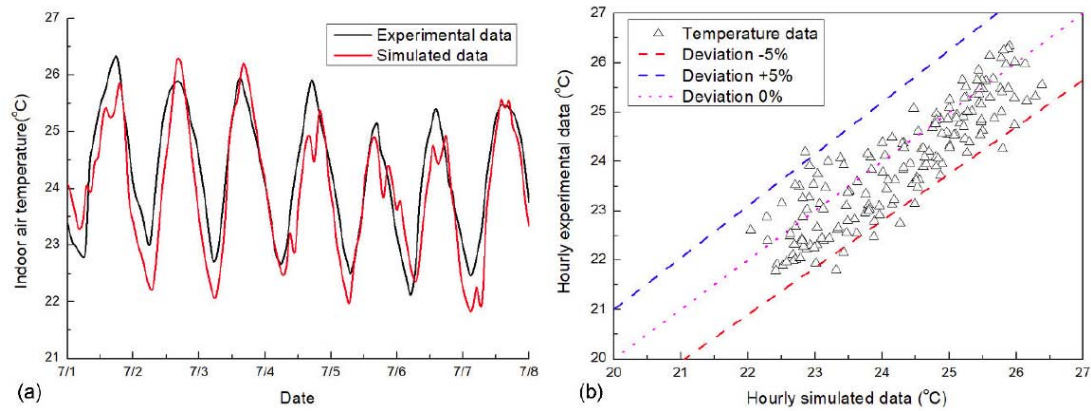 Indoor air temperature(°C)
27
26
25
24
23
22
21
Experimental data
Simulated data
7/1 7/2 7/3 7/4 7/5 7/6 7/7 7/8
Date
(a)
Hourly experimental data (°C)
27
26
25
24
23
22
21
20
Temperature data
Deviation -5%
Deviation +5%
Deviation 0%
20 21 22 23 24 25 26 27
Hourly simulated data (°C)
(b)